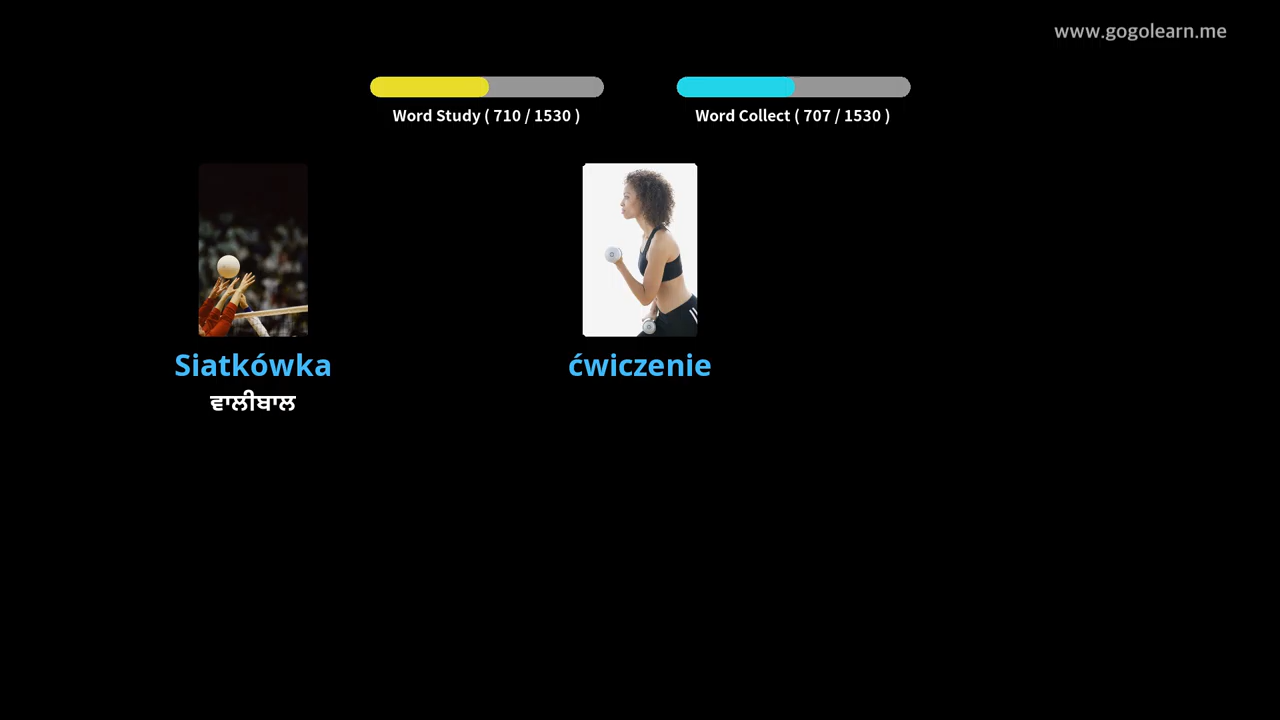 www.gogolearn.me
Word Study ( 710 / 1530 )
Word Collect ( 707 / 1530 )
Siatkówka
ਵਾਲੀਬਾਲ
ćwiczenie